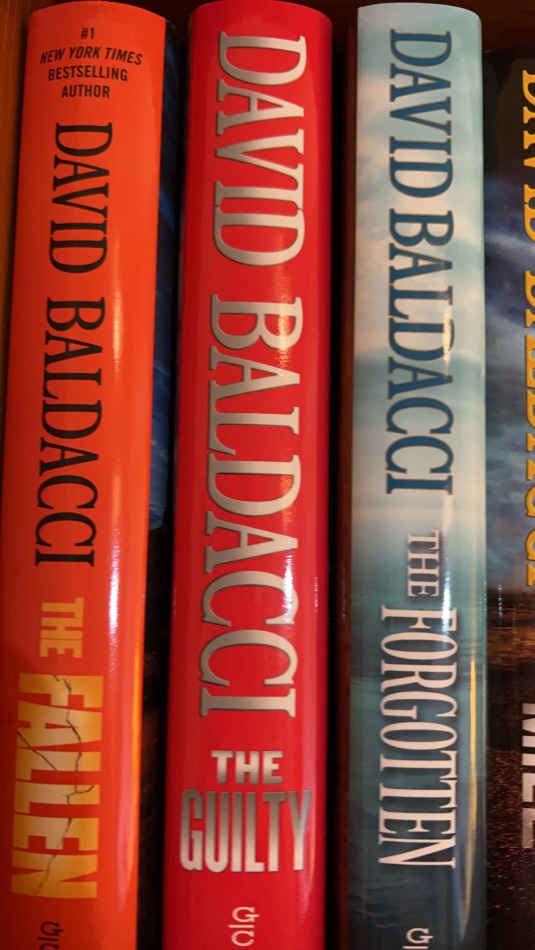 #1
NEW YORK TIMES
BESTSELLING
AUTHOR
DAVID BALDACCI
THE
FALLEN
DAVID BALDACCI
THE
GUILTY
DAVID BALDACCI
THE FORGOTTEN